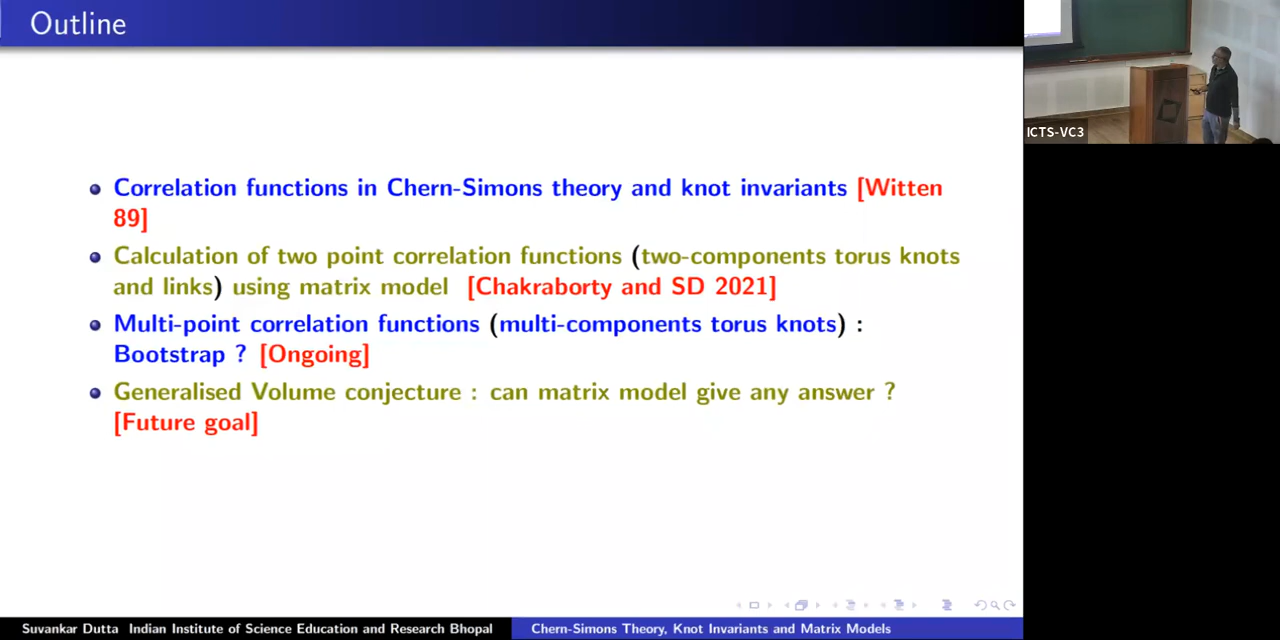 Outline
Correlation functions in Chern-Simons theory and knot invariants [Witten
89]
Calculation of two point correlation functions (two-components torus knots
and links) using matrix model [Chakraborty and SD 2021]
Multi-point correlation functions (multi-components torus knots) :
Bootstrap ? [Ongoing]
Generalised Volume conjecture : can matrix model give any answer ?
[Future goal]
Suvankar Dutta Indian Institute of Science Education and Research Bhopal
Chern-Simons Theory, Knot Invariants and Matrix Models
ICTS-VC3